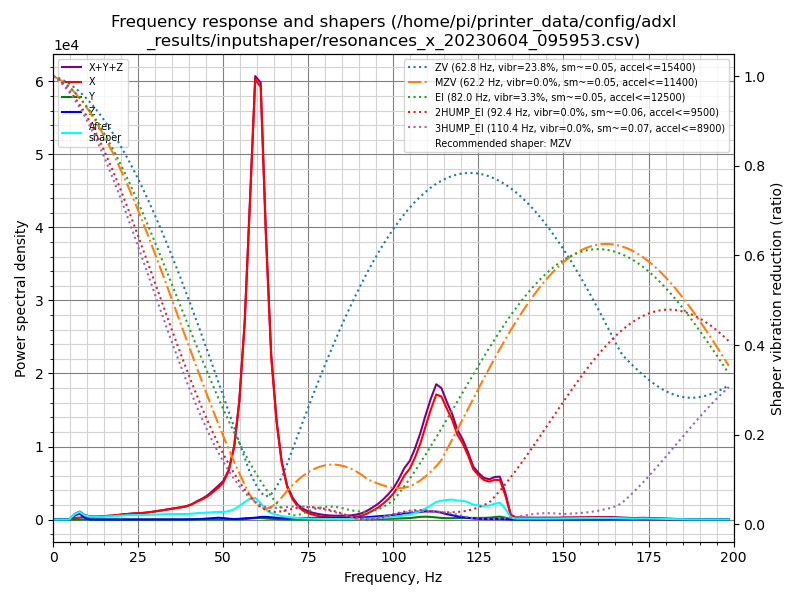 Frequency response and shapers (/home/pi/printer_data/config/adxl
_results/inputshaper/resonances_x_20230604_095953.csv)
1e4
X+Y+Z
X
Y
Z
After
shaper
ZV (62.8 Hz, vibr=23.8%, sm~=0.05, accel<=15400)
MZV (62.2 Hz, vibr=0.0%, sm~=0.05, accel<=11400)
EI (82.0 Hz, vibr=3.3%, sm~=0.05, accel<=12500)
2HUMP_EI (92.4 Hz, vibr=0.0%, sm~=0.06, accel<=9500)
3HUMP_EI (110.4 Hz, vibr=0.0%, sm~=0.07, accel<=8900)
Recommended shaper: MZV
6
5
4
3
2
1
0
Power spectral density
1.0
0.8
0.6
0.4
0.2
0.0
Shaper vibration reduction (ratio)
0 25 50 75 100 125 150 175 200
Frequency, Hz